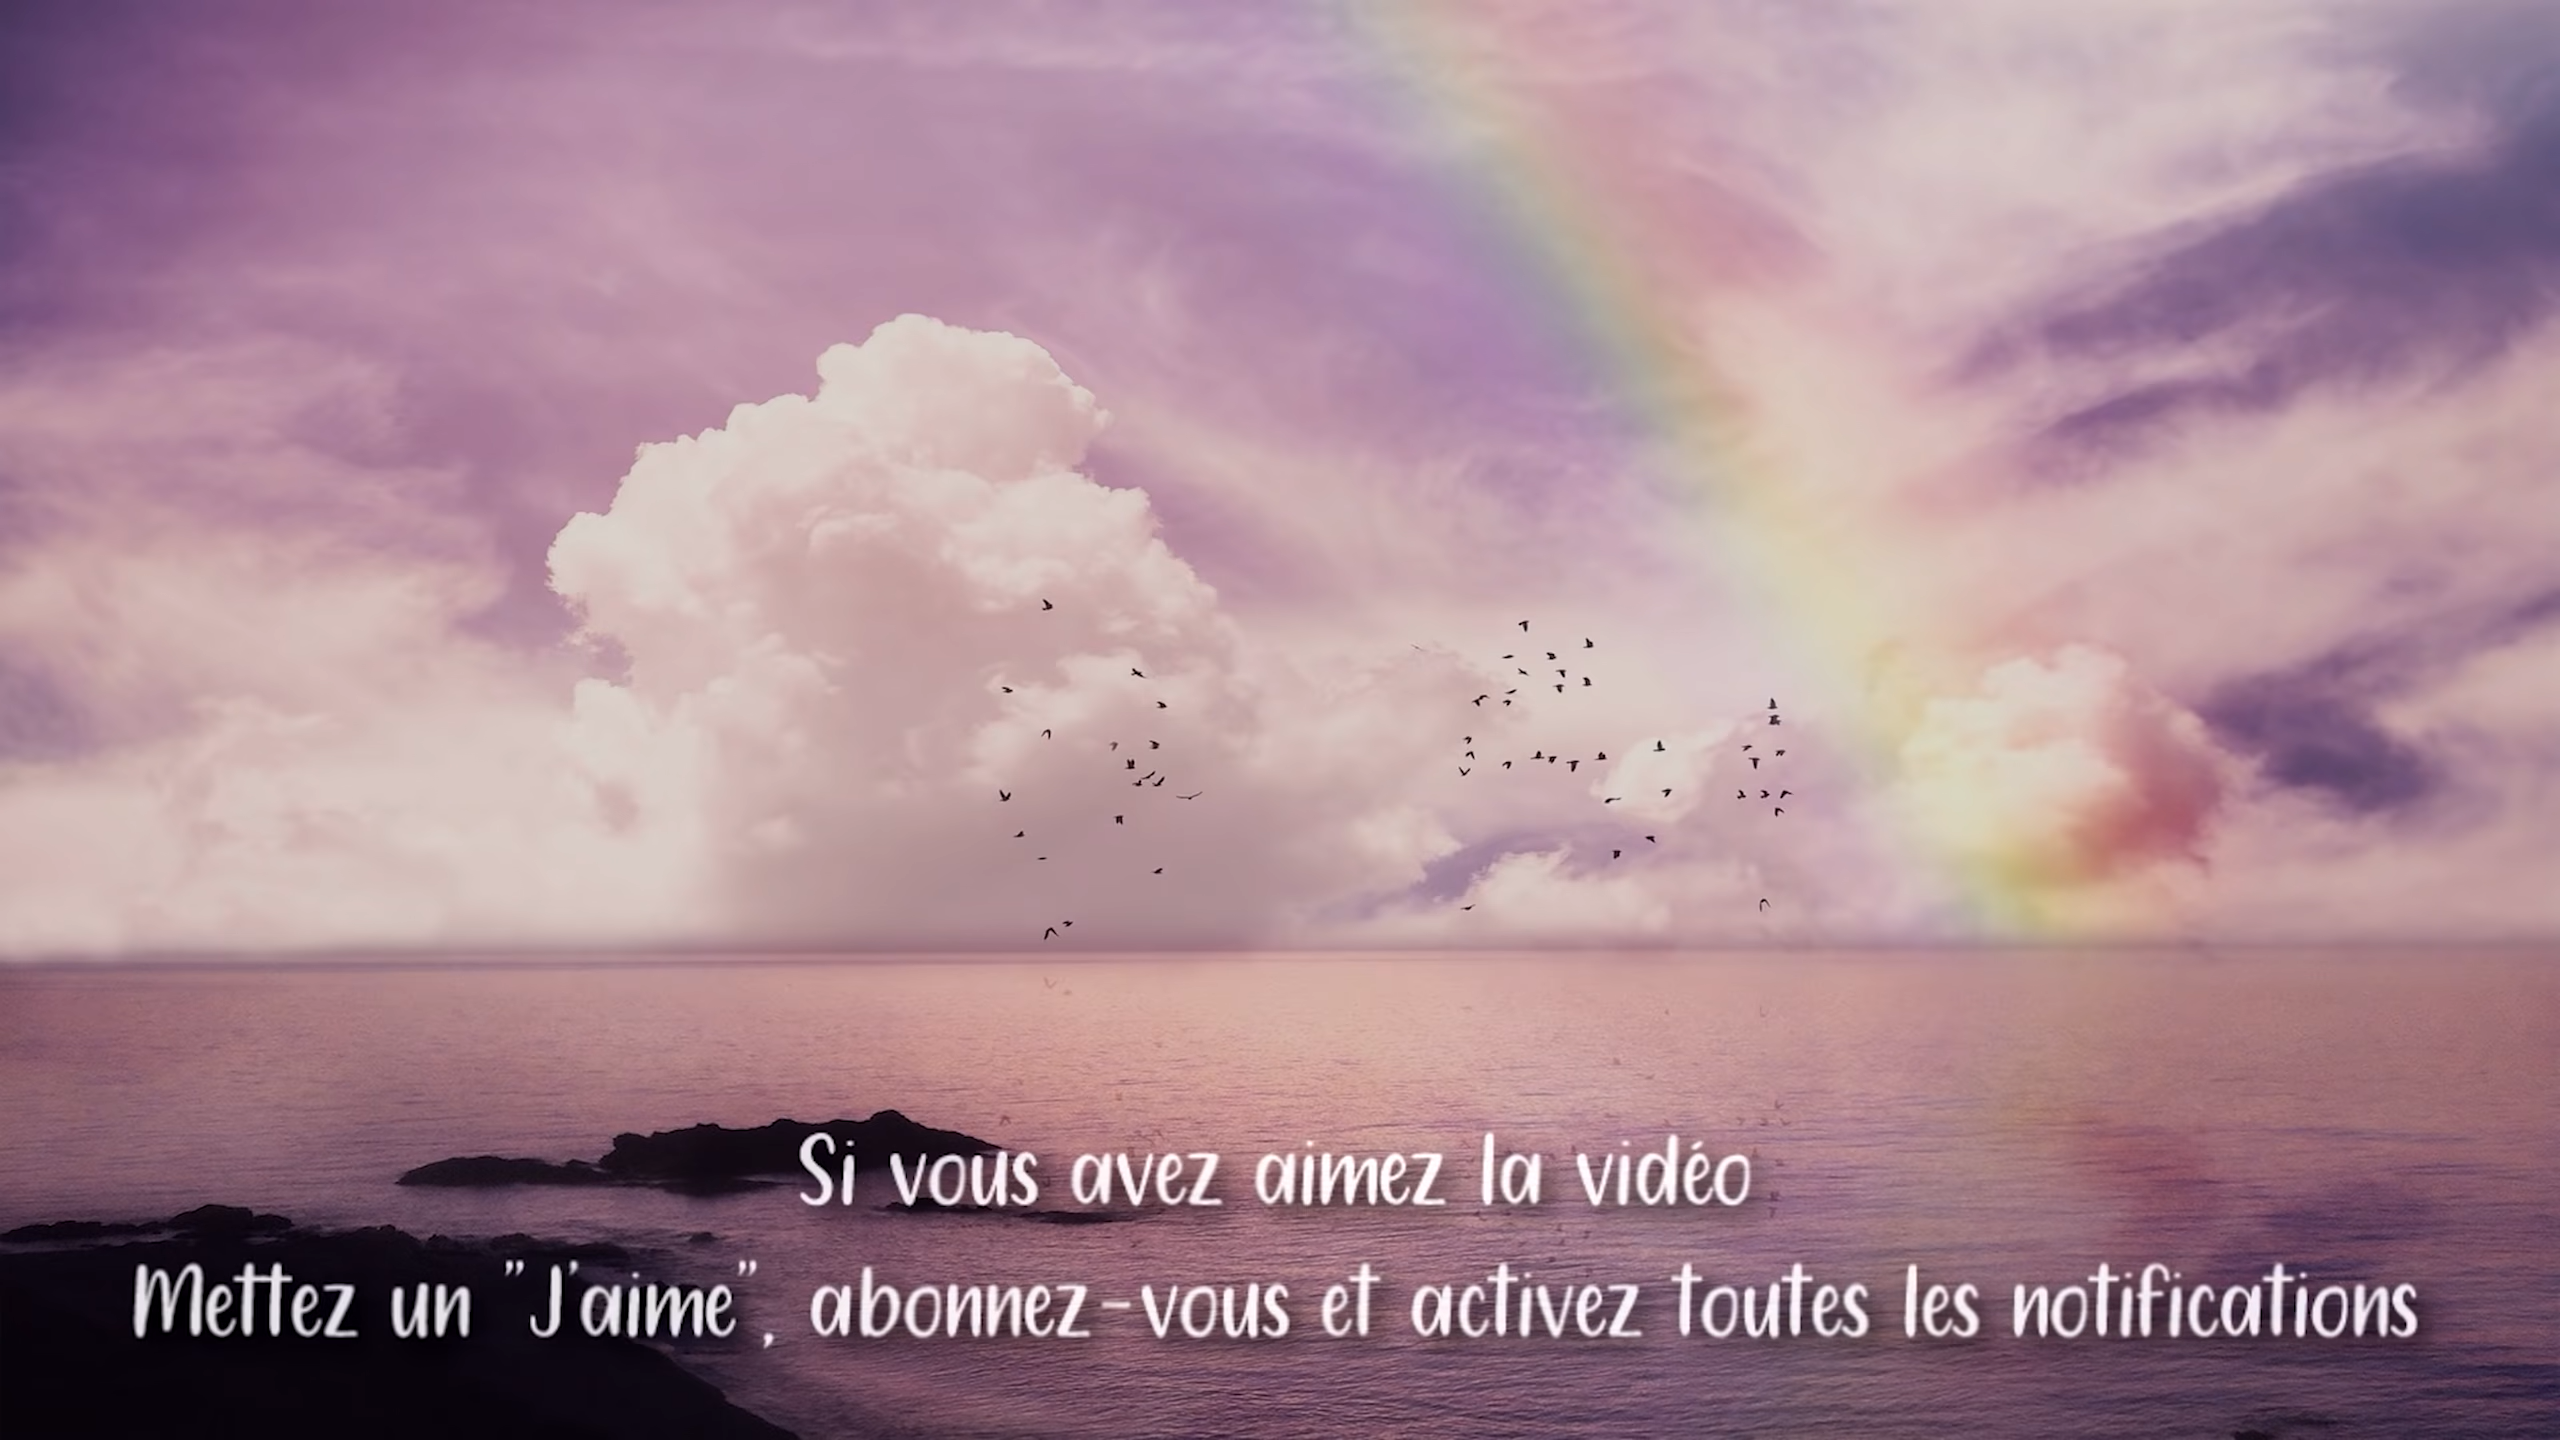 Si vous avez aimez la vidéo
Mettez un "J'aime", abonnez-vous et activez toutes les notifications